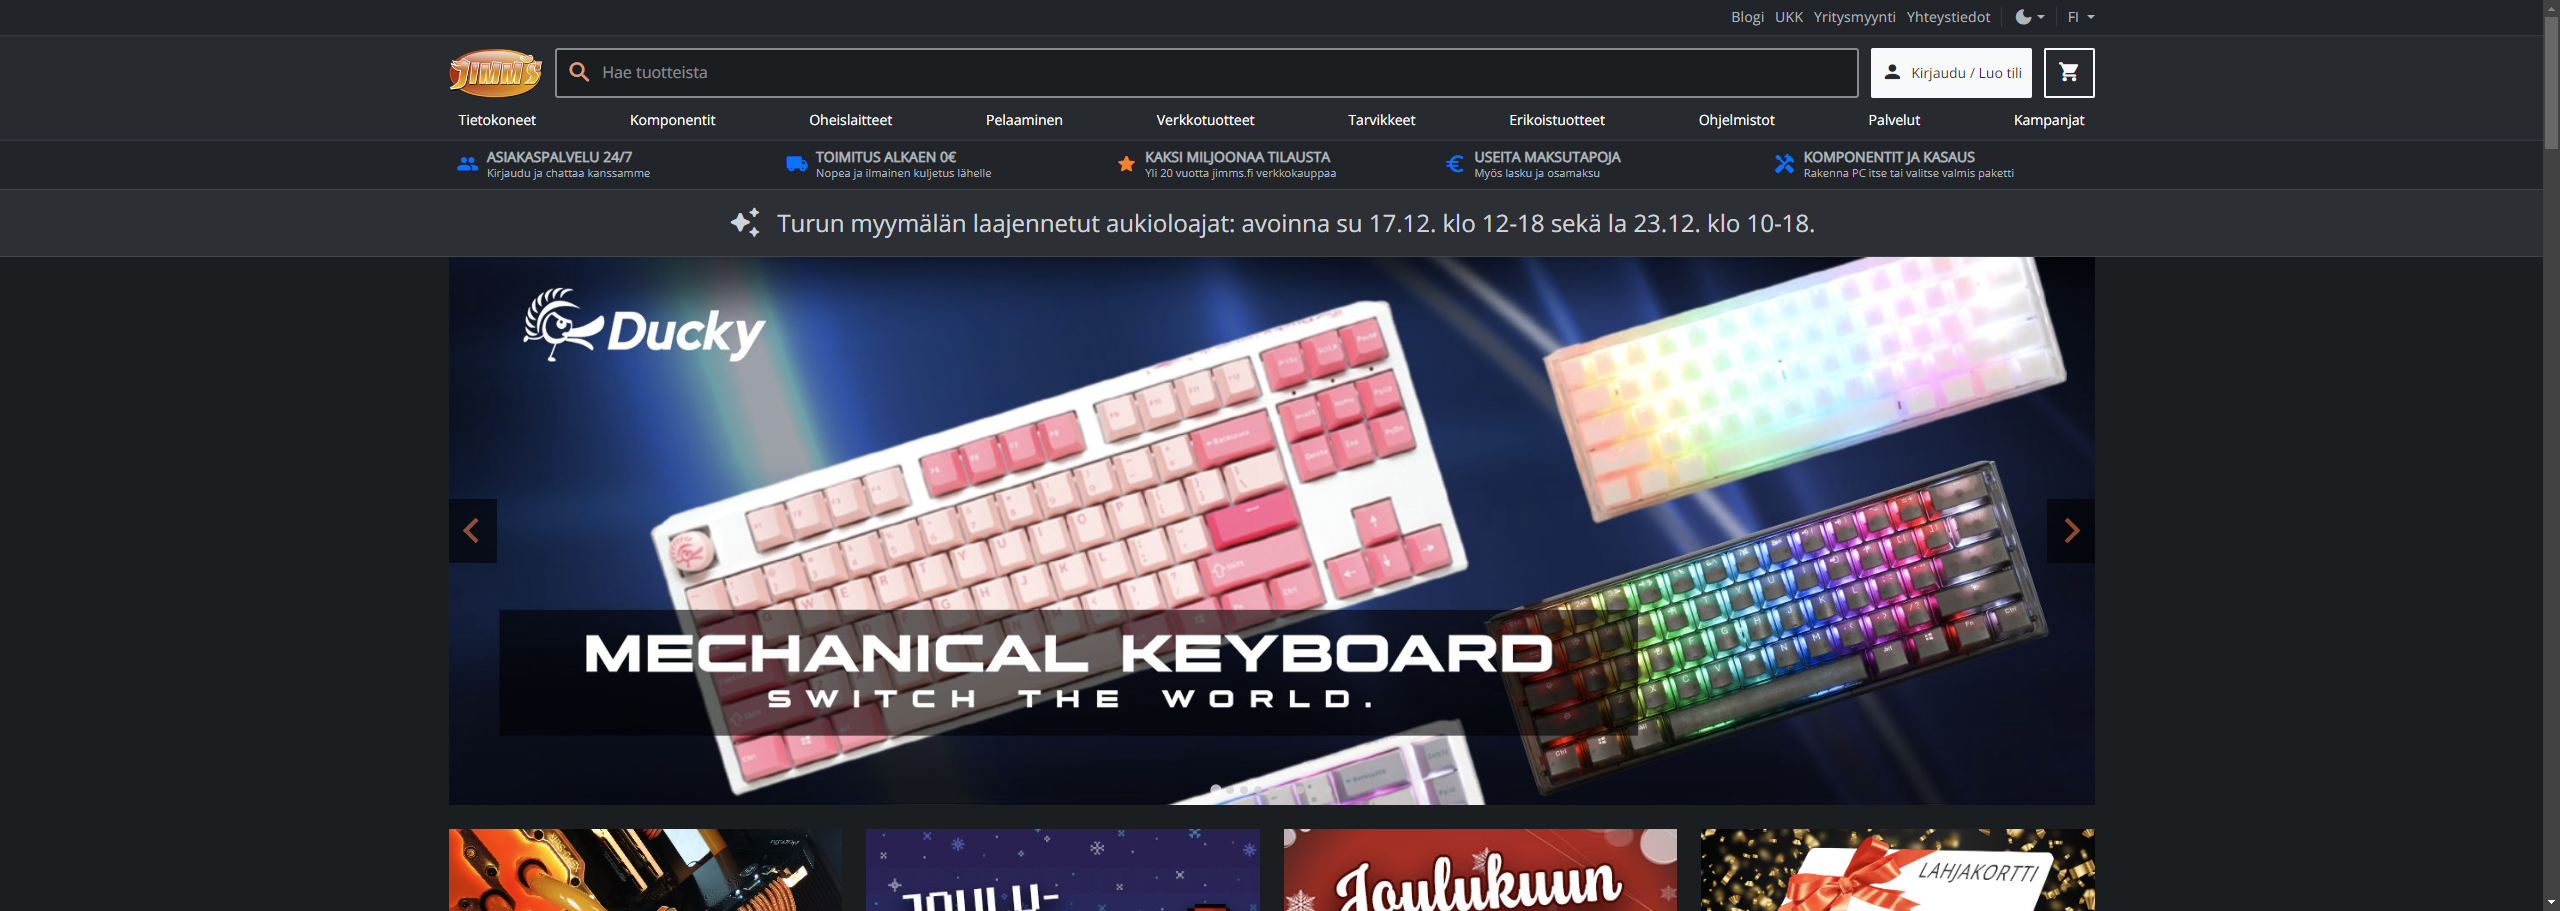 Blogi UKK Yritysmyynti Yhteystiedot FI
JIMM'S
Hae tuotteista
Kirjaudu / Luo tili
Tietokoneet Komponentit Oheislaitteet Pelaaminen Verkkotuotteet Tarvikkeet Erikoistuotteet Ohjelmistot Palvelut Kampanjat
ASIAKASPALVELU 24/7
Kirjaudu ja chattaa kanssamme
TOIMITUS ALKAEN 0€
Nopea ja ilmainen kuljetus lähelle
KAKSI MILJOONAA TILAUSTA
Yli 20 vuotta jimms.fi verkkokauppaa
USEITA MAKSUTAPOJA
Myös lasku ja osamaksu
KOMPONENTIT JA KASAUS
Rakenna PC itse tai valitse valmis paketti
Turun myymälän laajennetut aukioloajat: avoinna su 17.12. klo 12-18 sekä la 23.12. klo 10-18.
Ducky
MECHANICAL KEYBOARD
SWITCH THE WORLD.
JOULU-
Joulukuun
LAHJAKORTTI